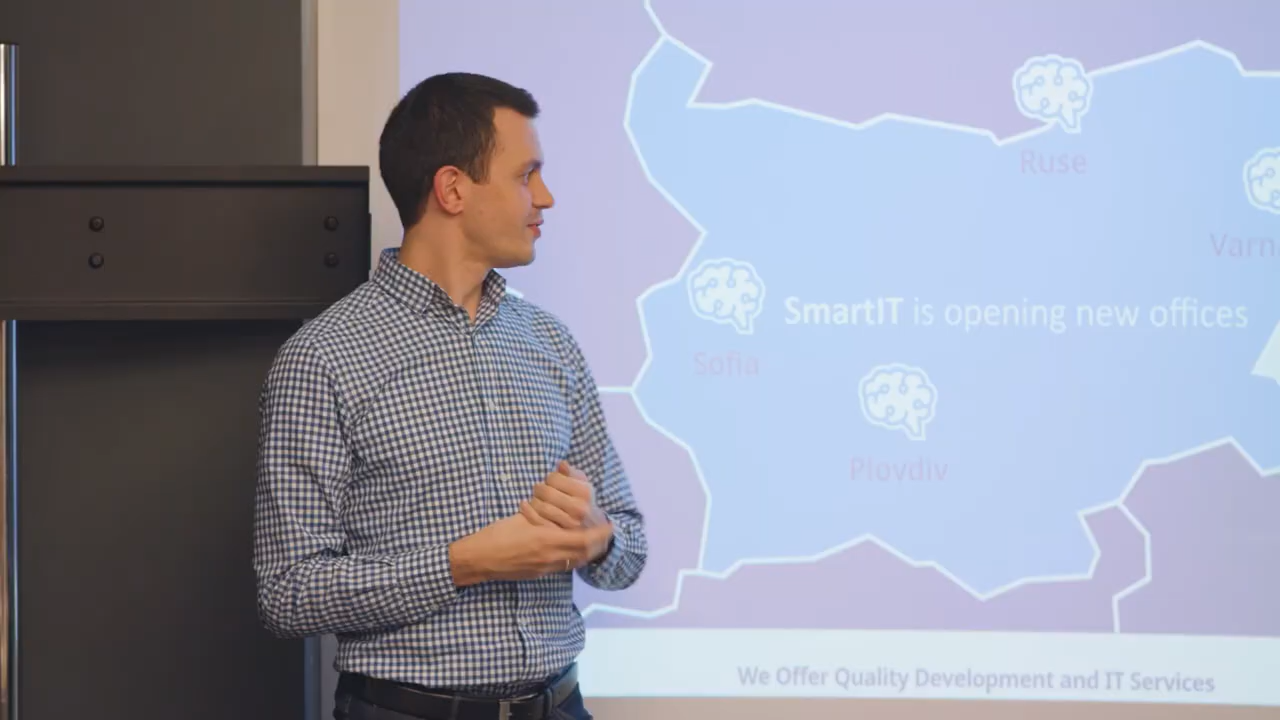 Ruse
Varn
SmartIT is opening new offices
Sofia
Plovdiv
We Offer Quality Development and IT Services